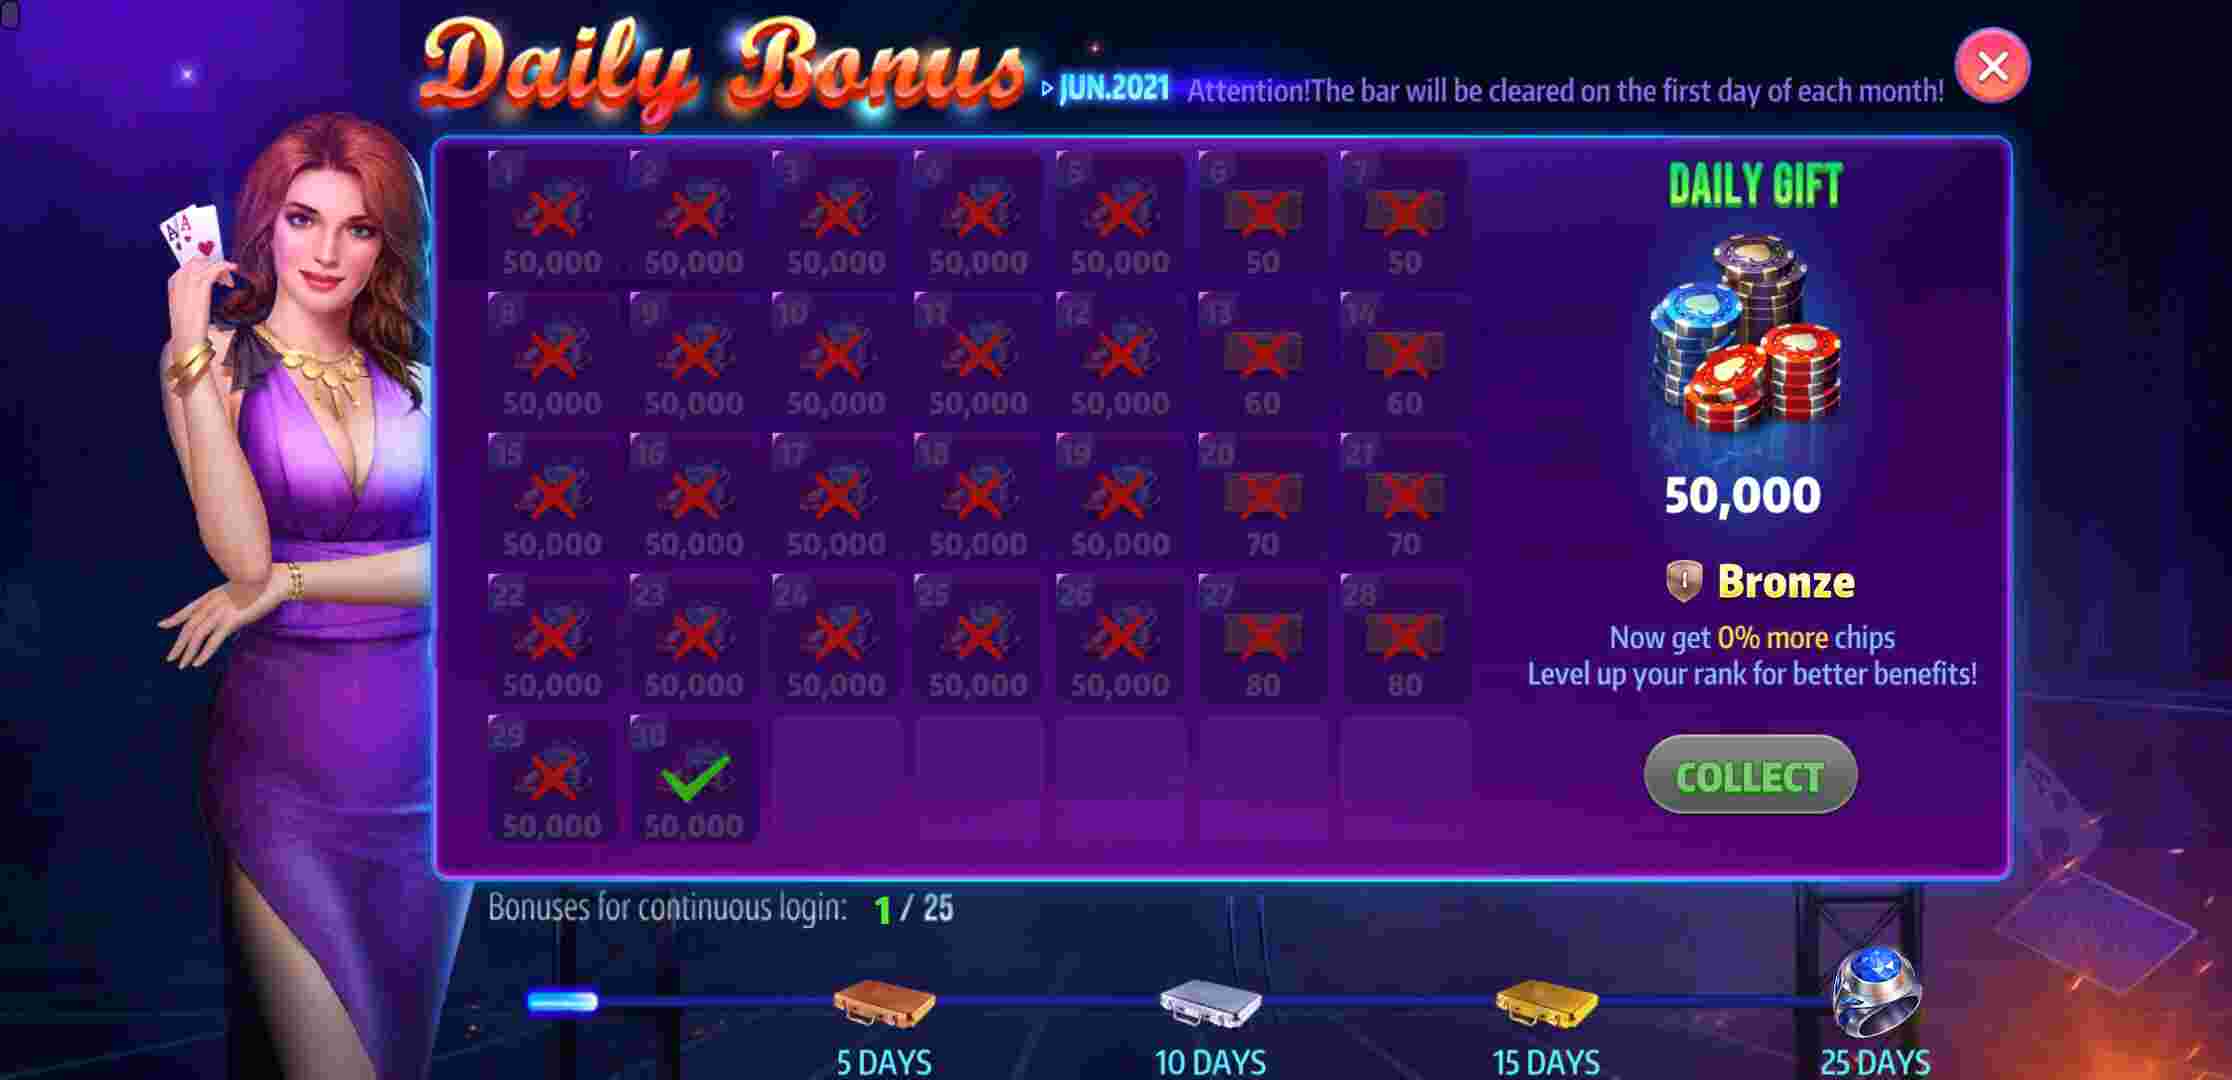 Daily Bonus
JUN.2021
Attention!The bar will be cleared on the first day of each month!
1 2 3 4 5 6 7
50,000 50,000 50,000 50,000 50,000 50 50
8 9 10 11 12 13 14
50,000 50,000 50,000 50,000 50,000 60 60
15 16 17 18 19 20 21
50,000 50,000 50,000 50,000 50,000 70 70
22 23 24 25 26 27 28
50,000 50,000 50,000 50,000 50,000 80 80
29 30
50,000 50,000
DAILY GIFT
50,000
Bronze
Now get 0% more chips
Level up your rank for better benefits!
COLLECT
Bonuses for continuous login: 1 / 25
5 DAYS 10 DAYS 15 DAYS 25 DAYS
A A